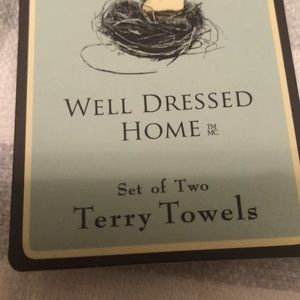 WELL DRESSED
HOME TM
MC
Set of Two
Terry Towels